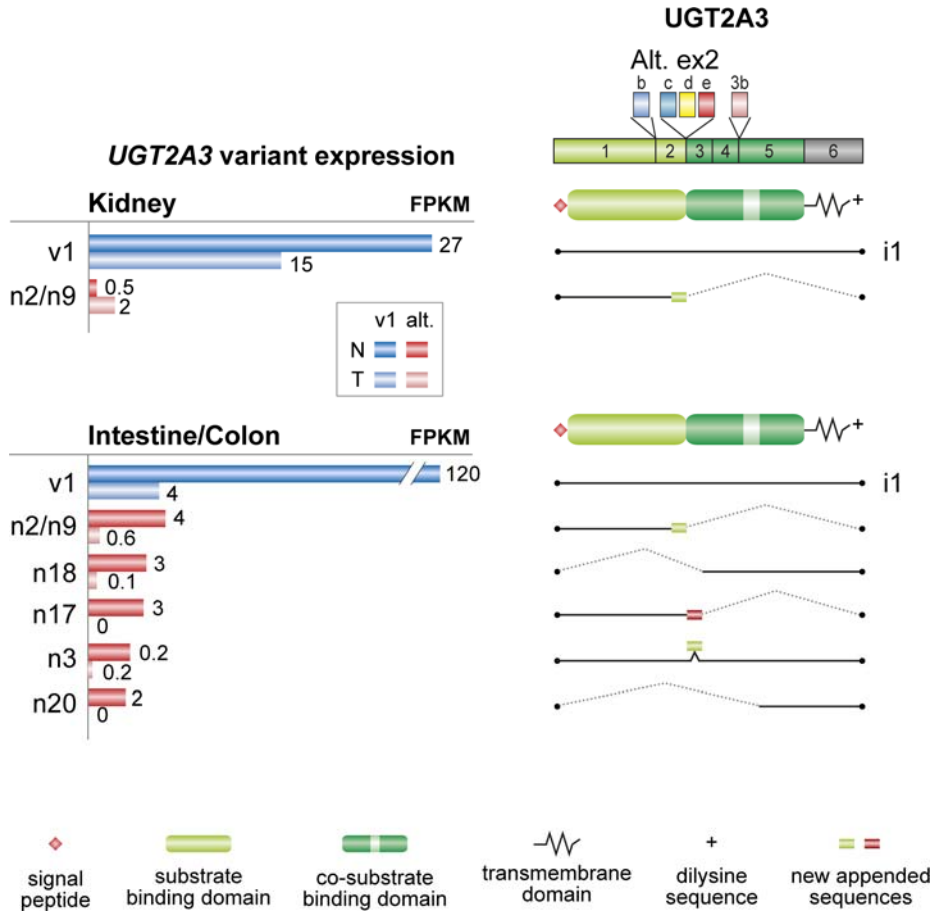 UGT2A3
Alt. ex2
b c d e 3b
1 2 3 4 5 6
UGT2A3 variant expression
Kidney FPKM
+
v1 27 i1
15
n2/n9 0.5
2
v1 alt.
N
T
Intestine/Colon FPKM
+
v1 120 i1
4
n2/n9 4
0.6
n18 3
0.1
n17 3
0
n3 0.2
0.2
n20 2
0
+
signal
peptide
substrate
binding domain
co-substrate
binding domain
transmembrane
domain
dilysine
sequence
new appended
sequences